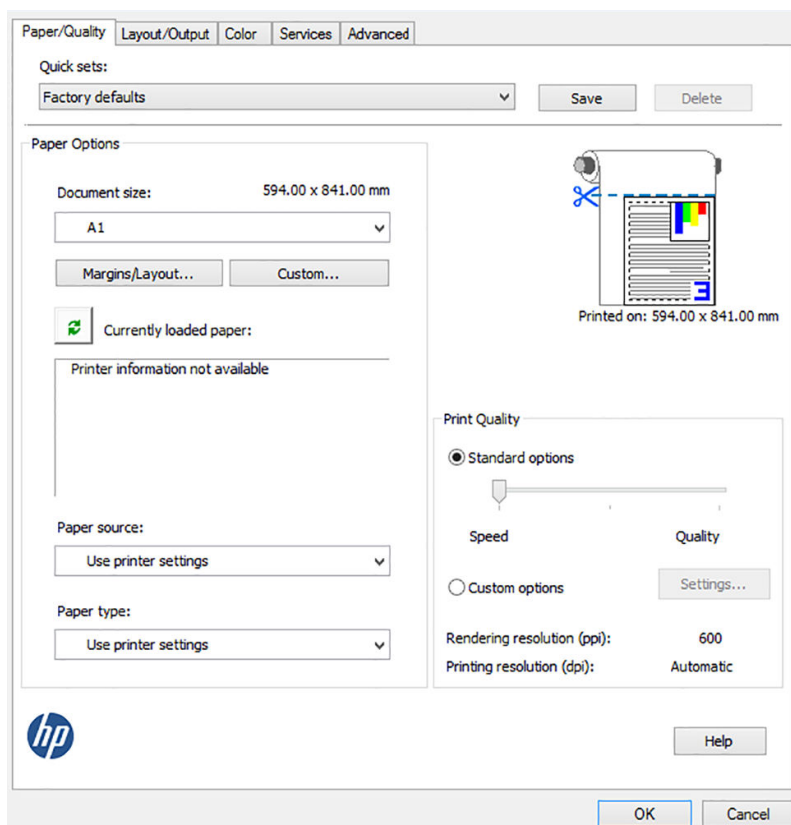 Paper/Quality Layout/Output Color Services Advanced
Quick sets:
Factory defaults Save Delete
Paper Options
Document size: 594.00 x 841.00 mm
A1
Margins/Layout... Custom...
Currently loaded paper:
Printer information not available
Paper source:
Use printer settings
Paper type:
Use printer settings
3
Printed on: 594.00 x 841.00 mm
Print Quality
Standard options
Speed Quality
Custom options Settings...
Rendering resolution (ppi): 600
Printing resolution (dpi): Automatic
hp
Help
OK Cancel